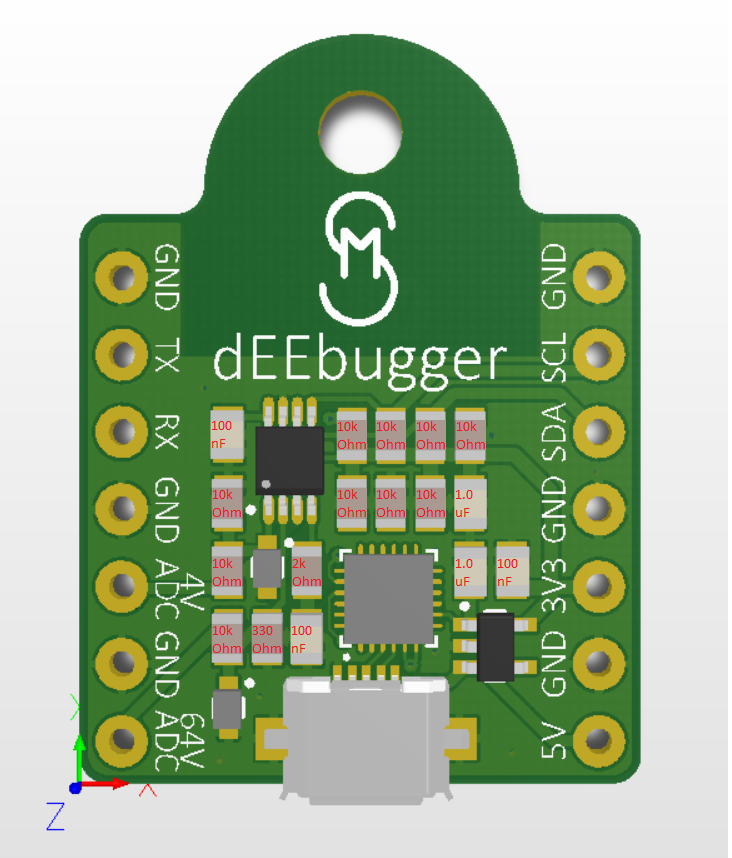 GND
GND
TX
SCL
dEEbugger
RX
SDA
100
nF
10k
Ohm
10k
Ohm
10k
Ohm
10k
Ohm
GND
GND
10k
Ohm
10k
Ohm
10k
Ohm
10k
Ohm
1.0
uF
ADC
4V
3V3
10k
Ohm
2k
Ohm
1.0
uF
100
nF
GND
GND
10k
Ohm
330
Ohm
100
nF
ADC
64V
5V
M
X
Y
Z